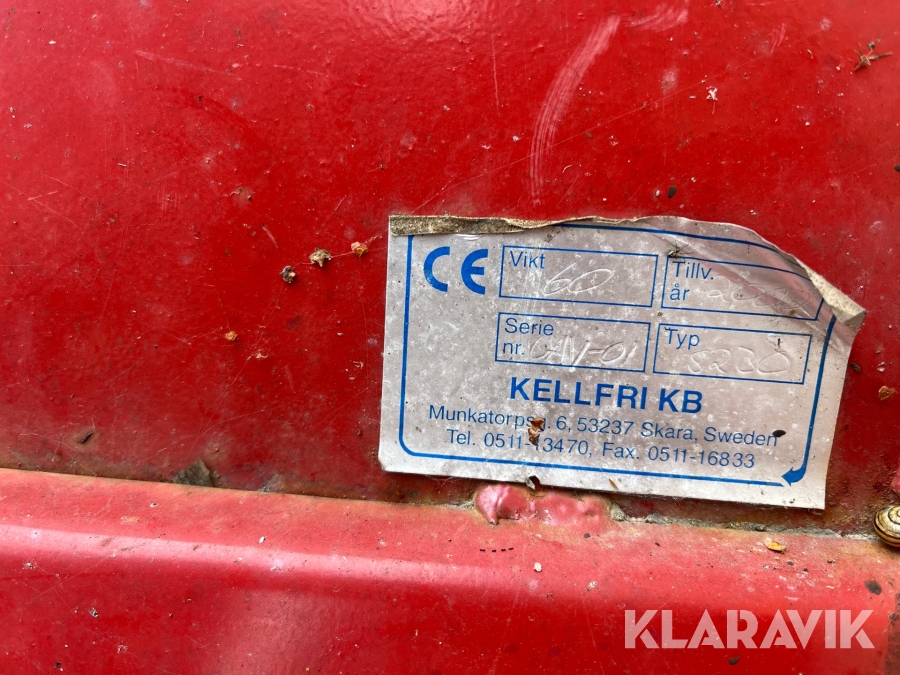 CE
Vikt 60
Tillv. år
Serie nr.
Typ 5230
KELLFRI KB
6, 53237 Skara, Sweden
Tel. 0511-13470, Fax. 0511-16833
KLARAVIK